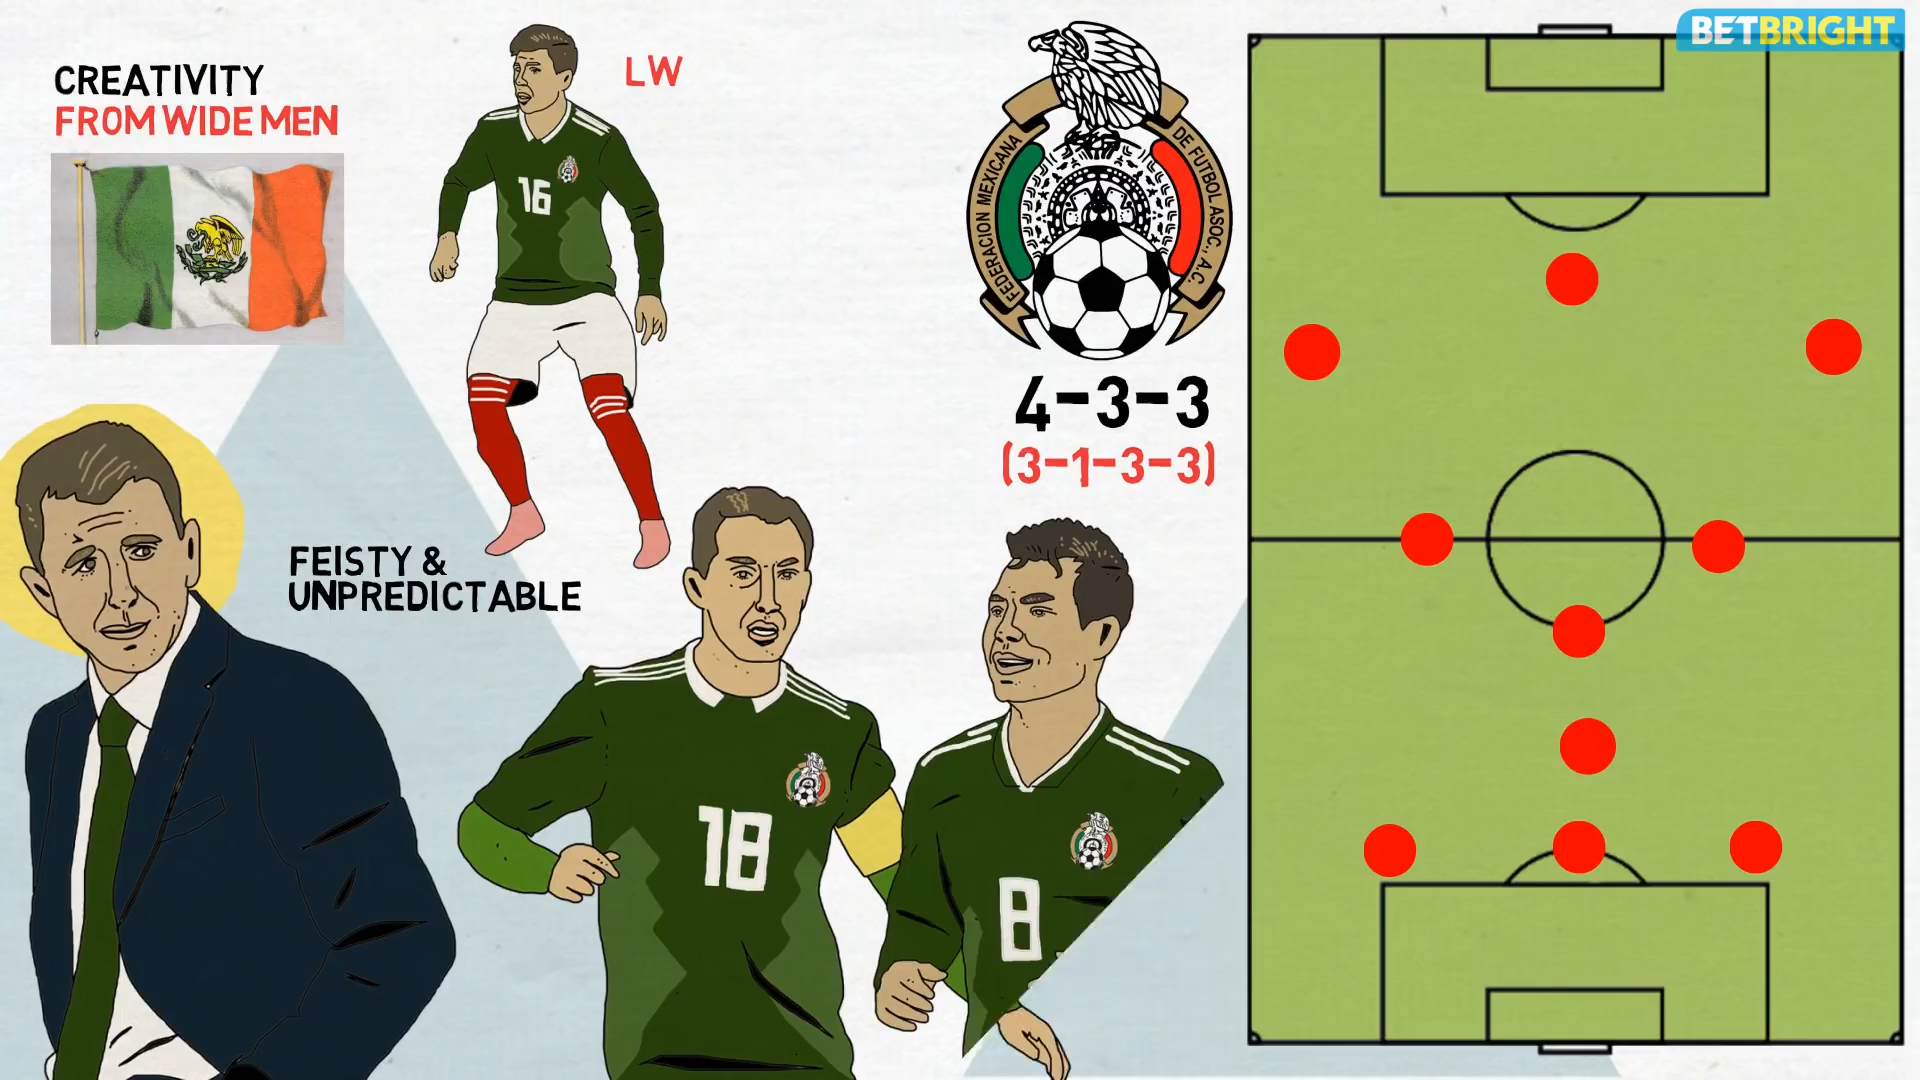 BETBRIGHT
CREATIVITY
FROM WIDE MEN
LW
16
FEDERACION MEXICANA
DE FUTBOL ASOC., A.C.
4-3-3
(3-1-3-3)
FEISTY &
UNPREDICTABLE
18
8